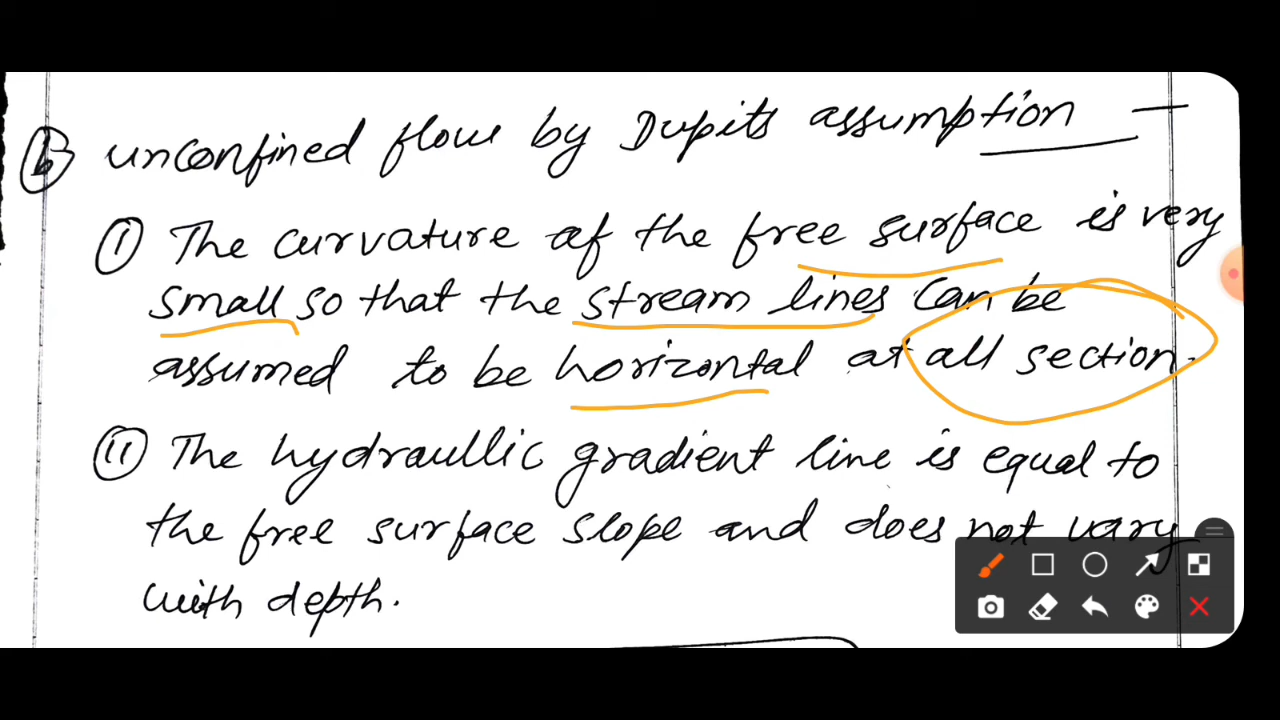 (b) unconfined flow by Dupits assumption —
(i) The curvature of the free surface is very
small so that the stream lines can be
assumed to be horizontal at all section.
(ii) The hydraullic gradient line is equal to
the free surface slope and does not vary
with depth.